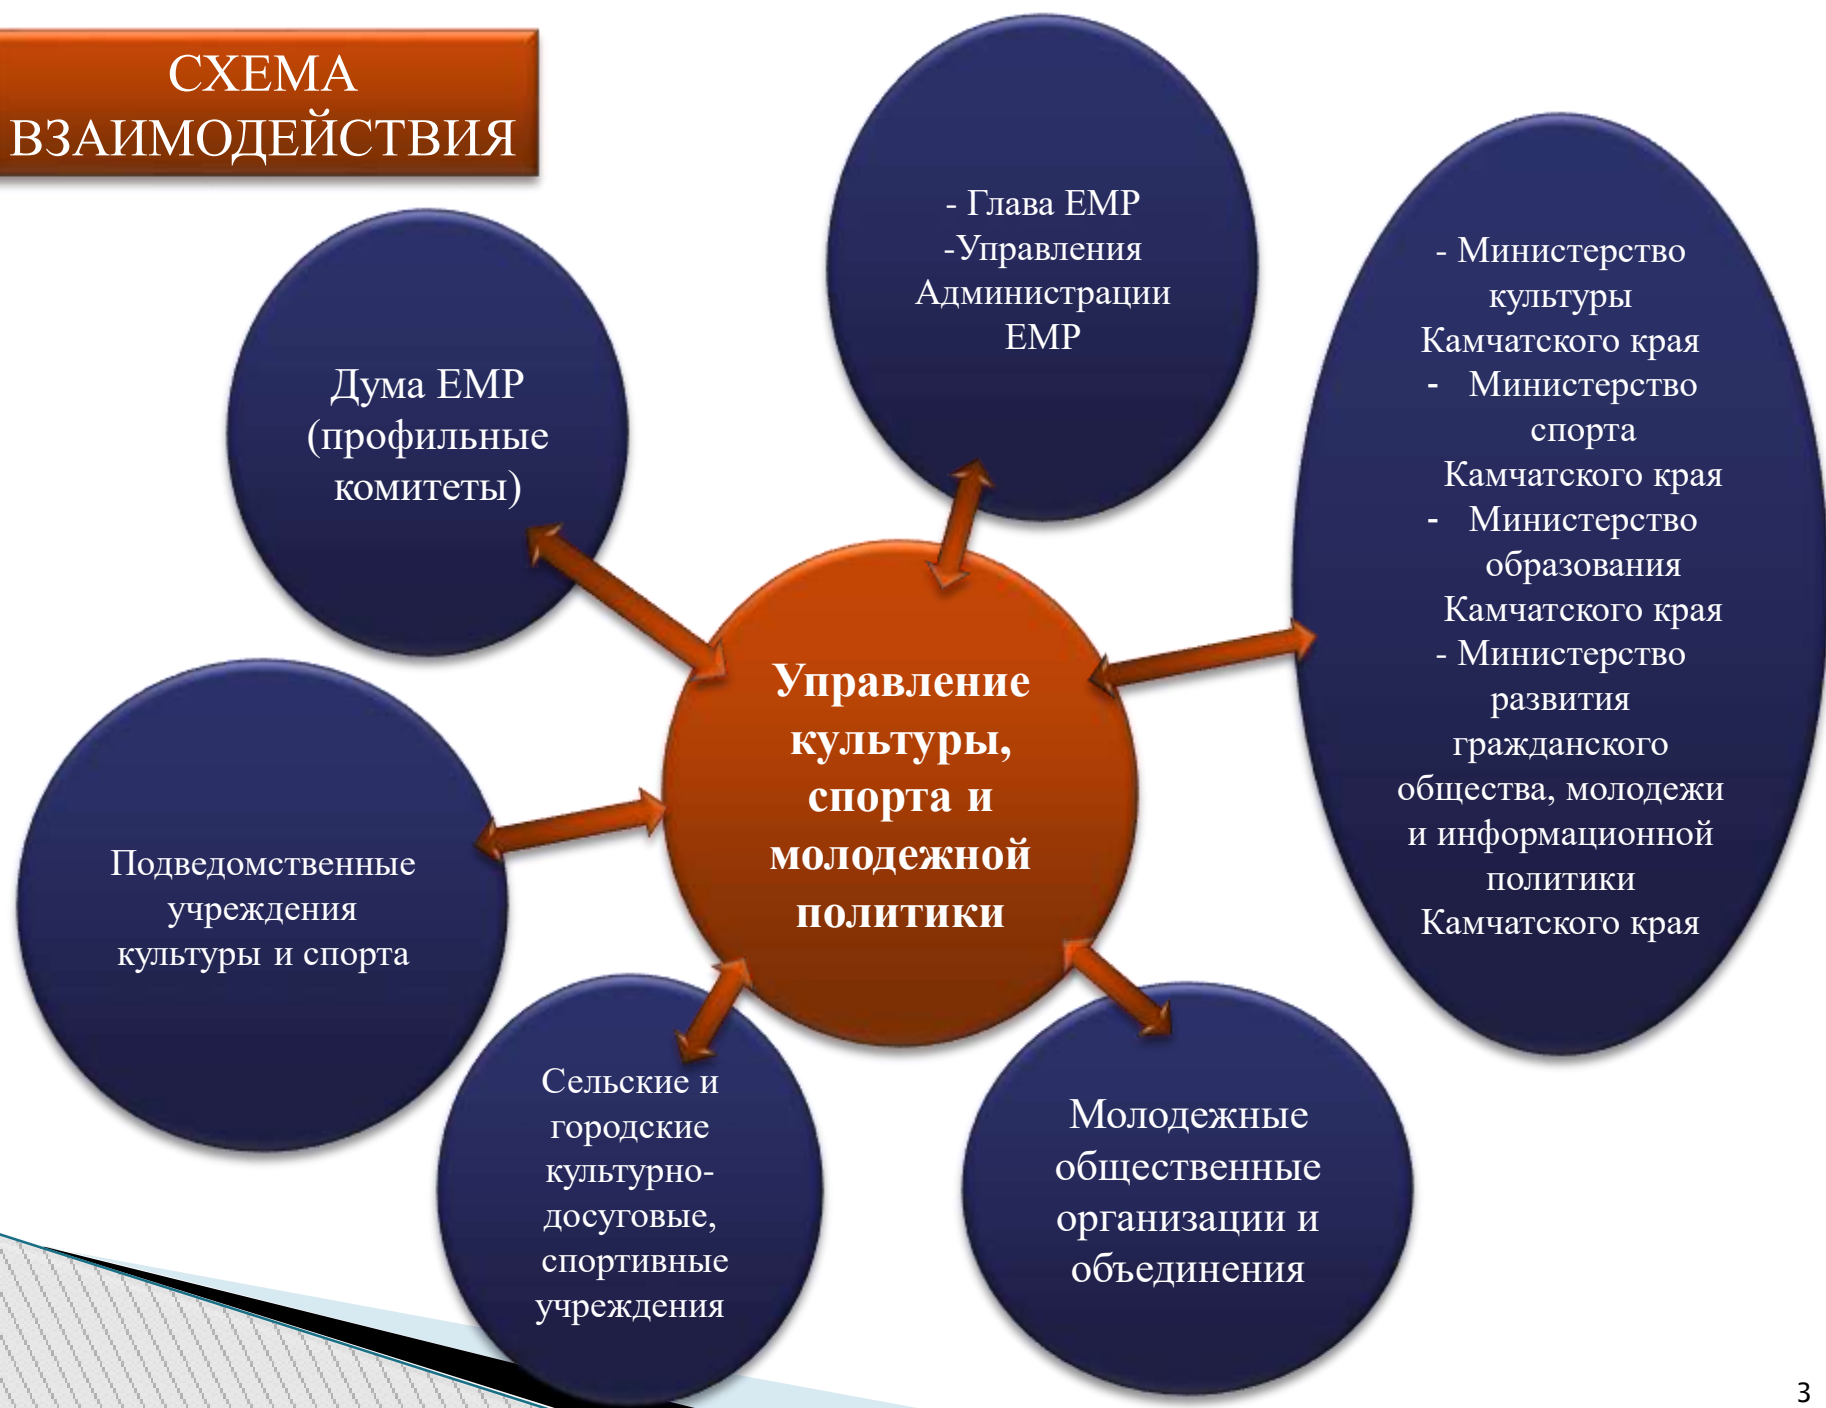 СХЕМА
ВЗАИМОДЕЙСТВИЯ
- Глава ЕМР
-Управления
Администрации
ЕМР
Дума ЕМР
(профильные
комитеты)
- Министерство
культуры
Камчатского края
- Министерство
спорта
Камчатского края
- Министерство
образования
Камчатского края
- Министерство
развития
гражданского
общества, молодежи
и информационной
политики
Камчатского края
Управление
культуры,
спорта и
молодежной
политики
Подведомственные
учреждения
культуры и спорта
Сельские и
городские
культурно-
досуговые,
спортивные
учреждения
Молодежные
общественные
организации и
объединения
3